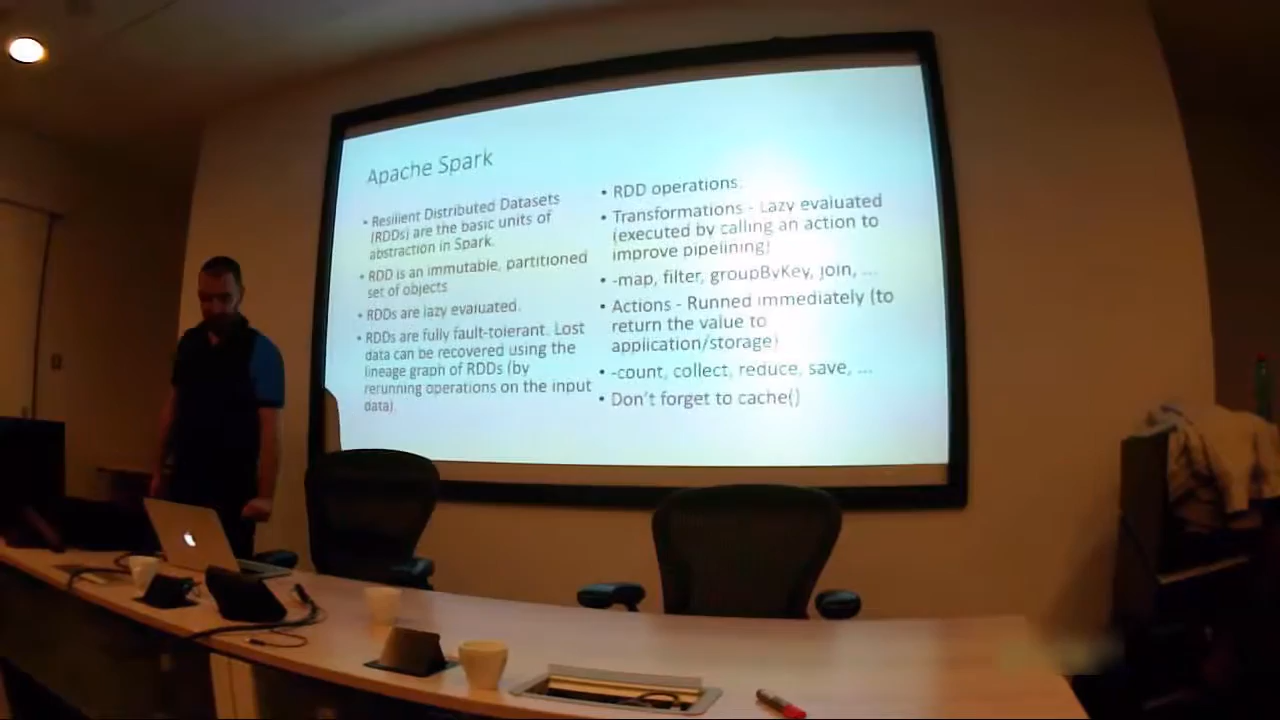 Apache Spark
• Resilient Distributed Datasets
(RDDs) are the basic units of
abstraction in Spark.
• RDD is an immutable, partitioned
set of objects
• RDDs are lazy evaluated.
• RDDs are fully fault-tolerant. Lost
data can be recovered using the
lineage graph of RDDs (by
rerunning operations on the input
data)
• RDD operations.
• Transformations - Lazy evaluated
(executed by calling an action to
improve pipelining)
• -map, filter, groupByKey, join, ...
• Actions - Runned immediately (to
return the value to
application/storage)
• -count, collect, reduce, save, ...
• Don't forget to cache()